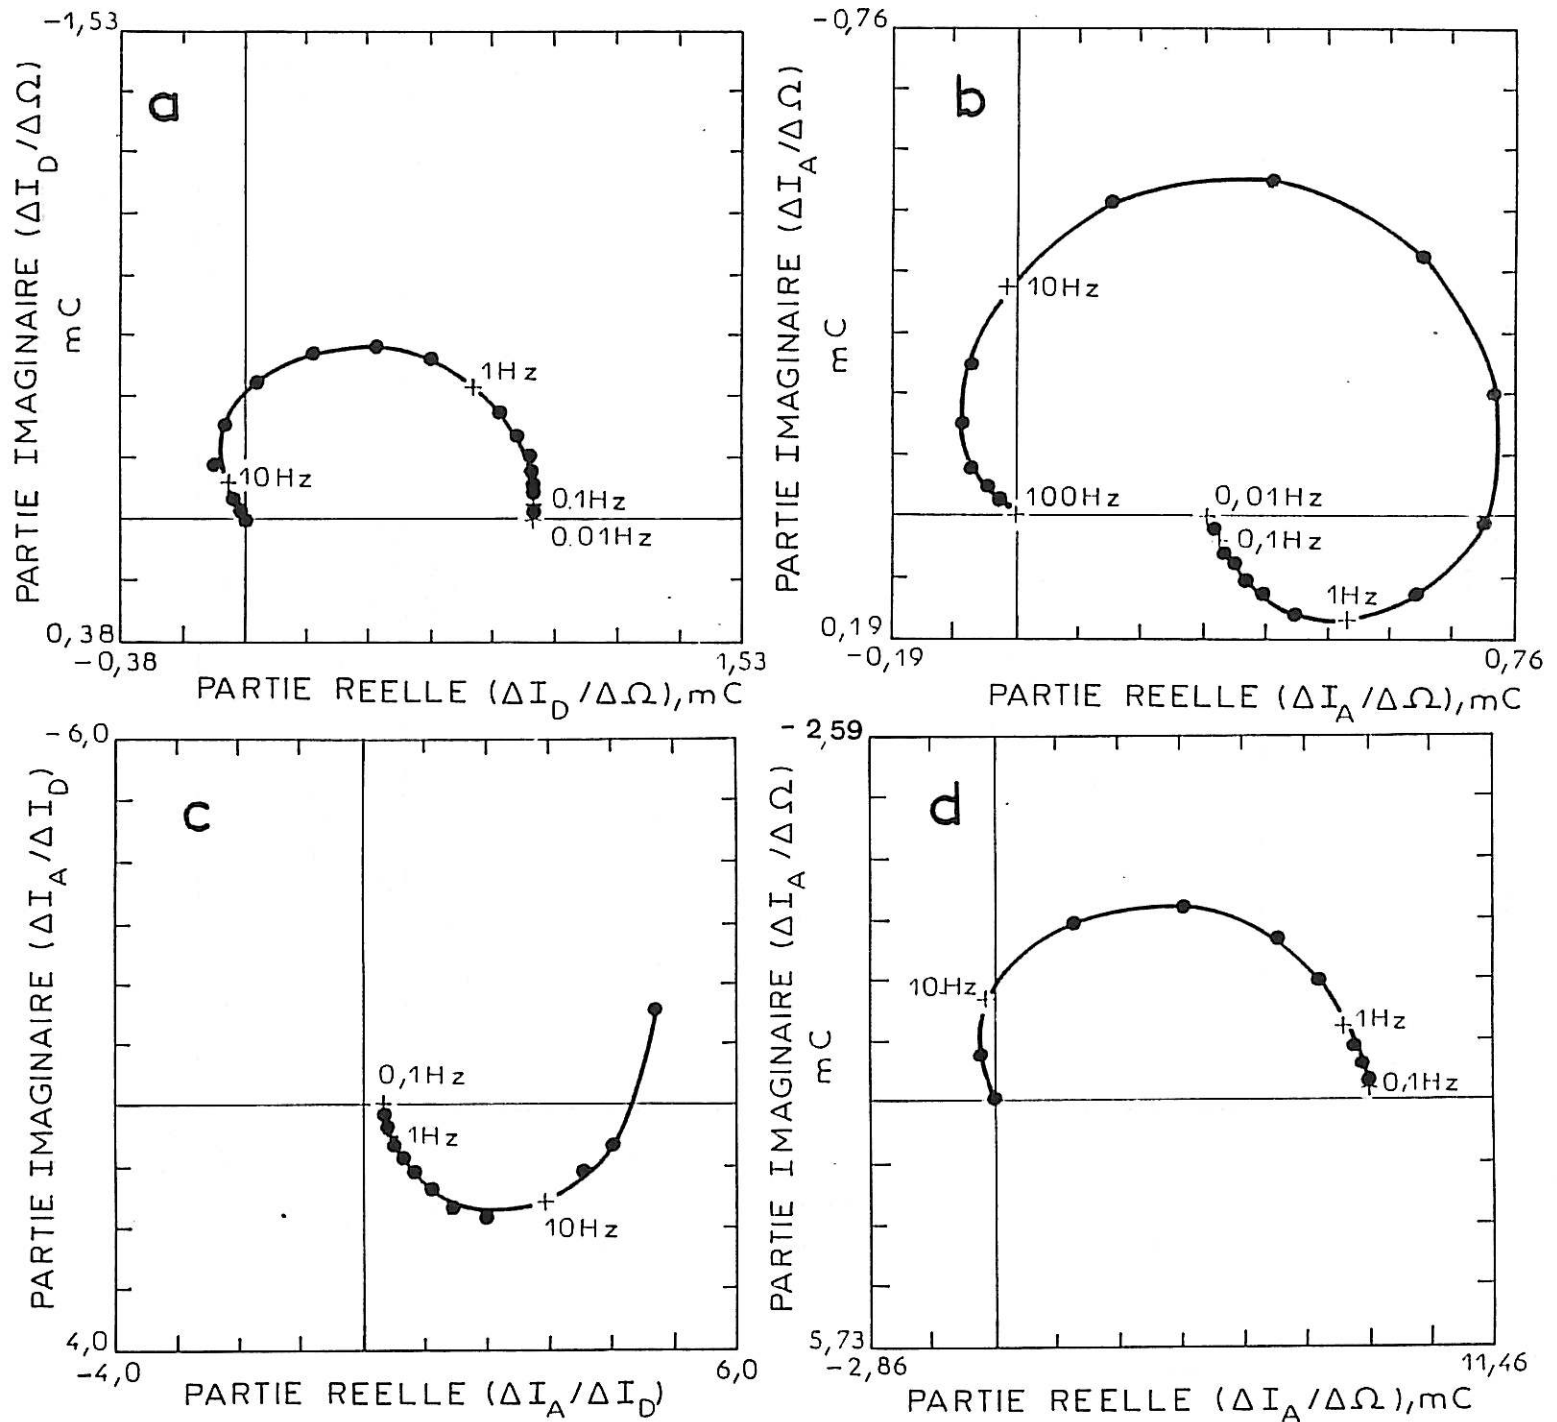 -1,53
a
PARTIE IMAGINAIRE (ΔI_D/ΔΩ)
mC
1Hz
10Hz
0.1Hz
0.01Hz
0,38
-0,38
1,53
PARTIE REELLE (ΔI_D/ΔΩ),mC
-0,76
b
PARTIE IMAGINAIRE (ΔI_A/ΔΩ)
mC
10Hz
100Hz
0,01Hz
0,1Hz
1Hz
0,19
-0,19
0,76
PARTIE REELLE (ΔI_A/ΔΩ),mC
-6,0
c
PARTIE IMAGINAIRE (ΔI_A/ΔI_D)
0,1Hz
1Hz
10Hz
4,0
-4,0
6,0
PARTIE REELLE (ΔI_A/ΔI_D)
-2,59
d
PARTIE IMAGINAIRE (ΔI_A/ΔΩ)
mC
10Hz
1Hz
0,1Hz
5,73
-2,86
11,46
PARTIE REELLE (ΔI_A/ΔΩ),mC